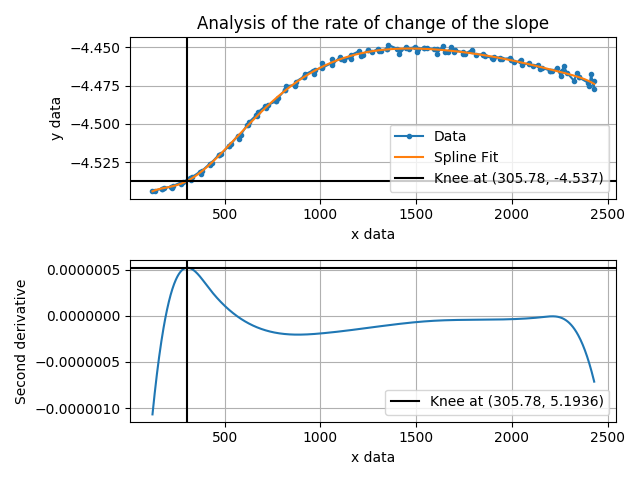 Analysis of the rate of change of the slope
y data
−4.450
−4.475
−4.500
−4.525
Data
Spline Fit
Knee at (305.78, -4.537)
500
1000
1500
2000
2500
x data
Second derivative
0.0000005
0.0000000
−0.0000005
−0.0000010
Knee at (305.78, 5.1936)
500
1000
1500
2000
2500
x data